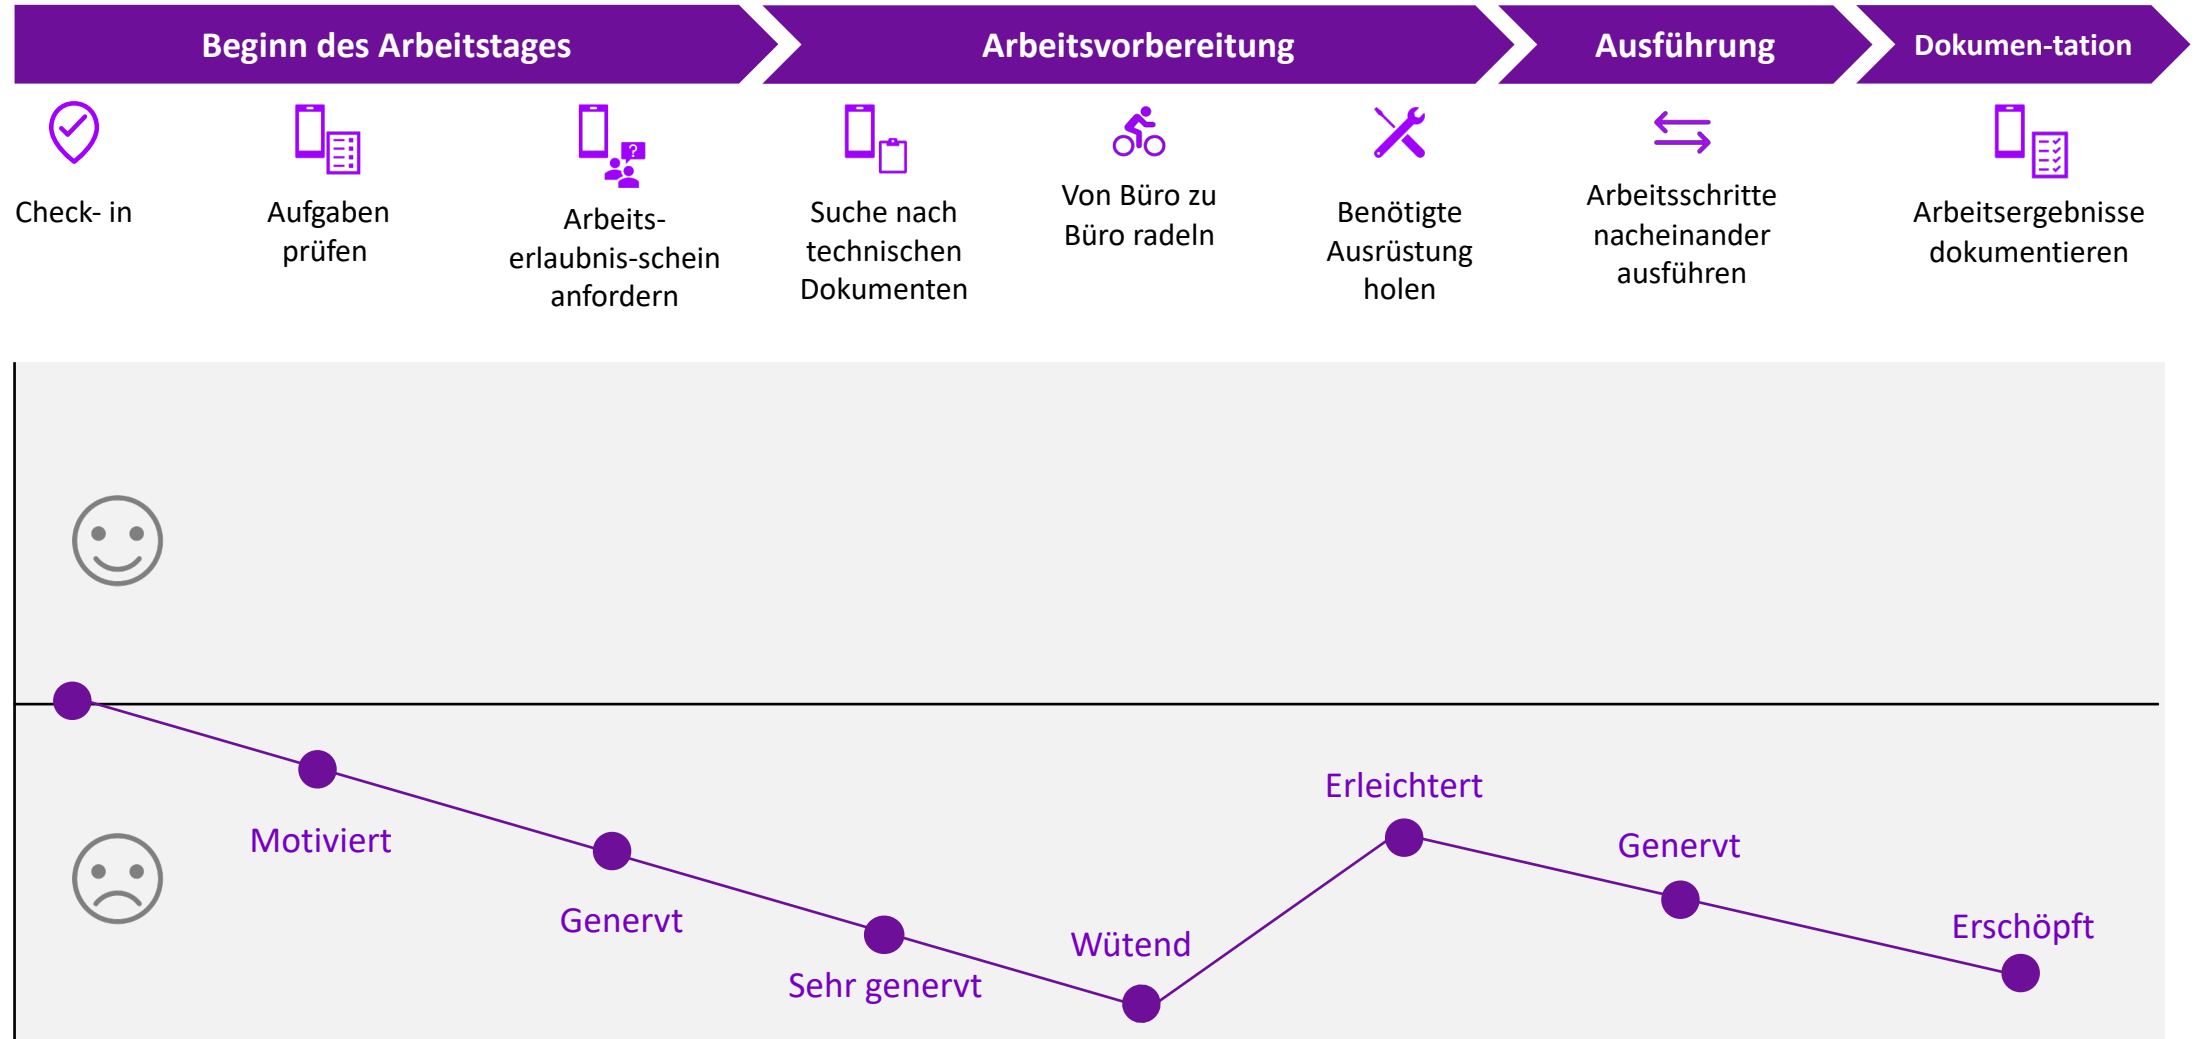 Beginn des Arbeitstages
Arbeitsvorbereitung
Ausführung
Dokumen-tation
Check- in
Aufgaben
prüfen
?
Arbeits-
erlaubnis-schein
anfordern
Suche nach
technischen
Dokumenten
Von Büro zu
Büro radeln
Benötigte
Ausrüstung
holen
Arbeitsschritte
nacheinander
ausführen
Arbeitsergebnisse
dokumentieren
Motiviert
Genervt
Sehr genervt
Wütend
Erleichtert
Genervt
Erschöpft